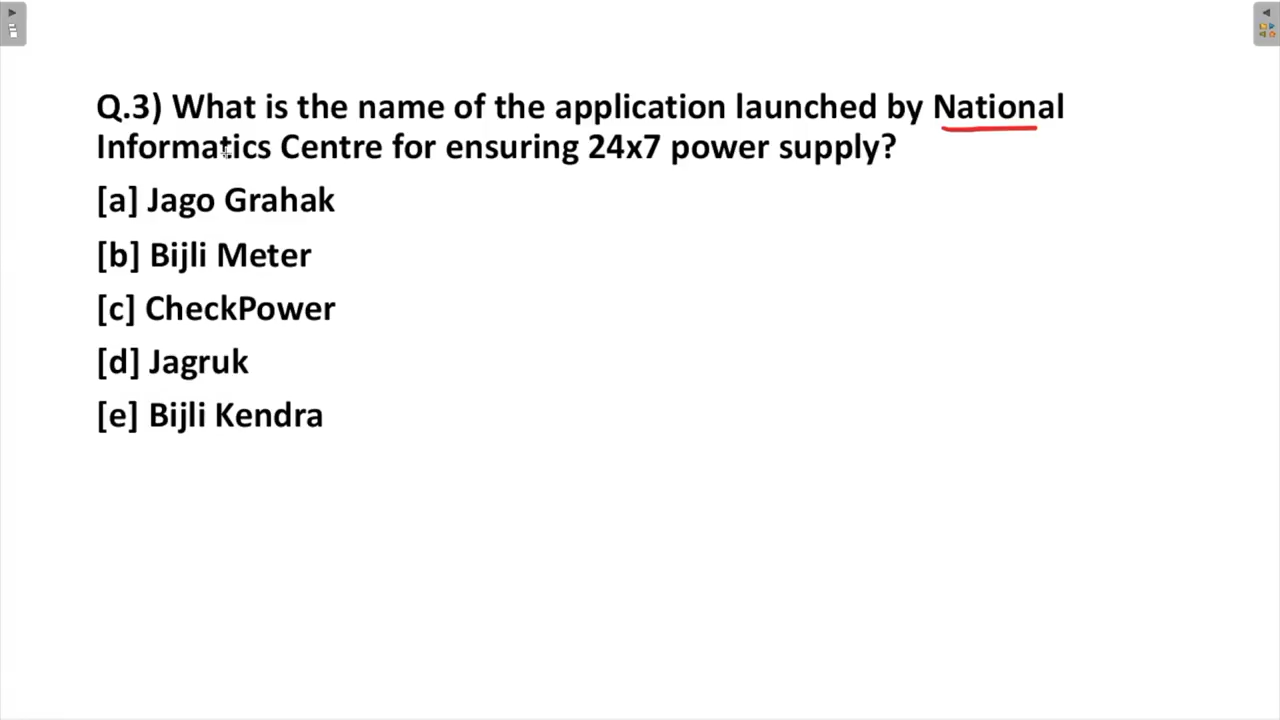 Q.3) What is the name of the application launched by National
Informatics Centre for ensuring 24x7 power supply?
[a] Jago Grahak
[b] Bijli Meter
[c] CheckPower
[d] Jagruk
[e] Bijli Kendra